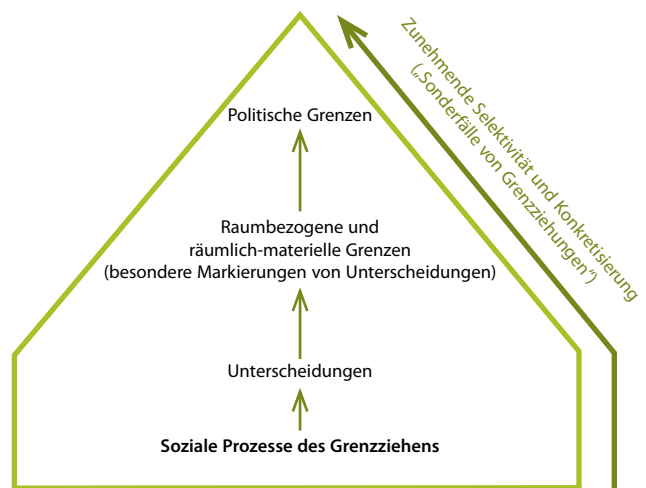 Politische Grenzen
Raumbezogene und
räumlich-materielle Grenzen
(besondere Markierungen von Unterscheidungen)
Unterscheidungen
Soziale Prozesse des Grenzziehens
Zunehmende Selektivität und Konkretisierung
(„Sonderfälle von Grenzziehungen“)